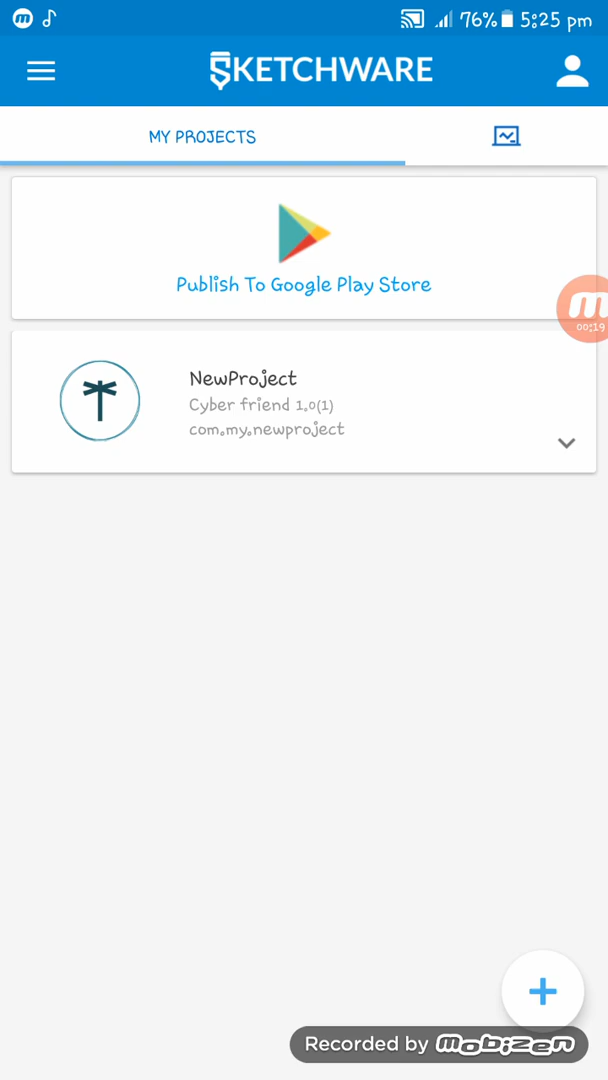 76% 5:25 pm
SKETCHWARE
MY PROJECTS
Publish To Google Play Store
00:19
NewProject
Cyber friend 1.0(1)
com.my.newproject
Recorded by mobizen